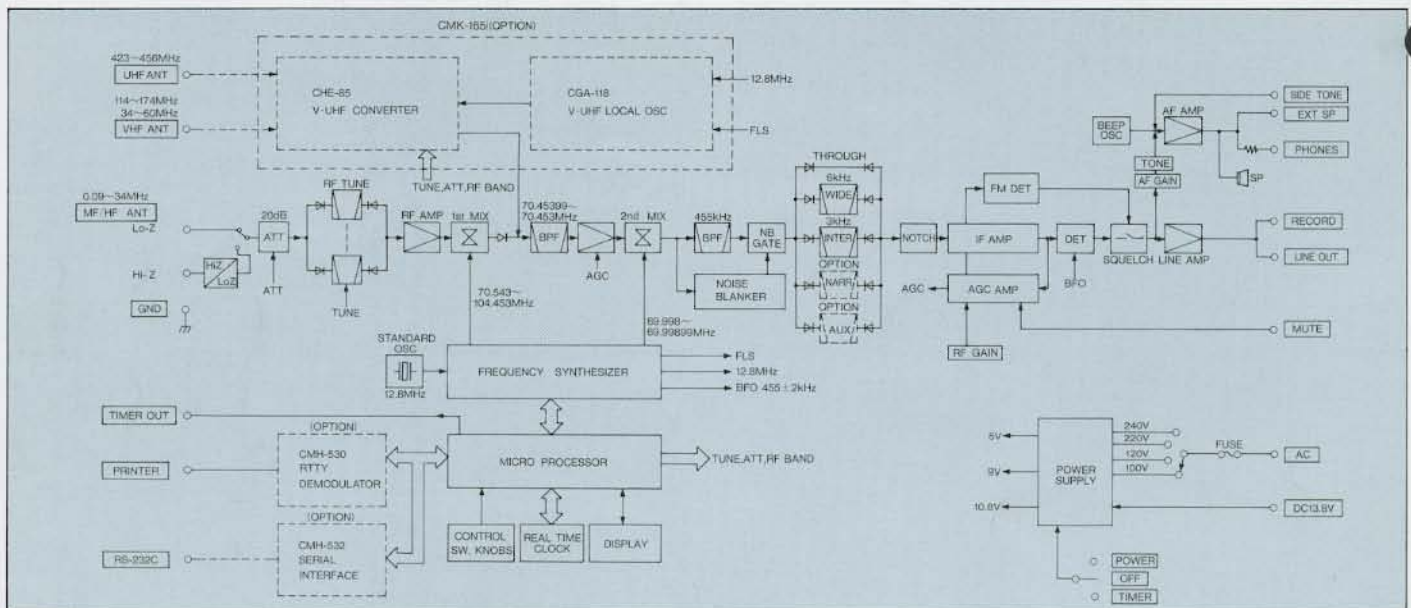 CMK-165/(OPTION)
423~456MHz
UHF ANT
114~174MHz
34~60MHz
VHF ANT
CHE-85
V-UHF CONVERTER
CGA-118
V-UHF LOCAL OSC
12.8MHz
FLS
TUNE,ATT,RF BAND
0.09~34MHz
MF/HF ANT
Lo-Z
Hi-Z
HiZ
LoZ
GND
20dB
ATT
ATT
RF TUNE
TUNE
RF AMP
1st MIX
70.45399~
70.453MHz
BPF
AGC
2nd MIX
455kHz
BPF
NB
GATE
NOISE
BLANKER
THROUGH
6kHz
WIDE
3kHz
INTER
OPTION
NARR
OPTION
AUX
NOTCH
FM DET
IF AMP
AGC
AGC AMP
RF GAIN
DET
BFO
SQUELCH
LINE AMP
BEEP
OSC
AF AMP
TONE
AF GAIN
SP
SIDE TONE
EXT SP
PHONES
RECORD
LINE OUT
MUTE
70.543~
104.453MHz
69.998~
69.99899MHz
STANDARD
OSC
12.8MHz
FREQUENCY SYNTHESIZER
FLS
12.8MHz
BFO 455±2kHz
TIMER OUT
(OPTION)
CMH-530
RTTY
DEMODULATOR
PRINTER
(OPTION)
CMH-532
SERIAL
INTERFACE
RS-232C
MICRO PROCESSOR
TUNE,ATT,RF BAND
CONTROL
SW. KNOBS
REAL TIME
CLOCK
DISPLAY
5V
9V
10.8V
POWER
SUPPLY
240V
220V
120V
100V
FUSE
AC
DC13.8V
POWER
OFF
TIMER